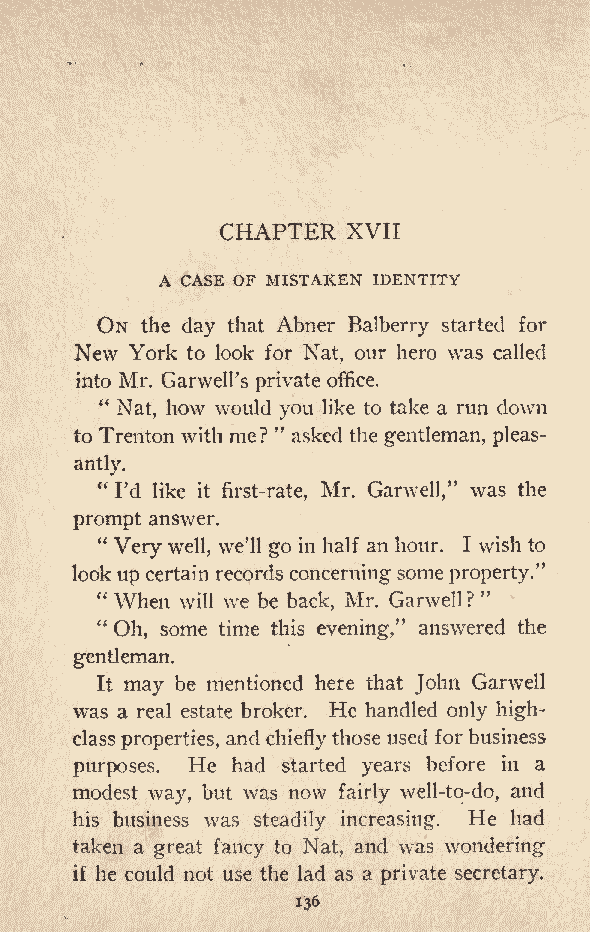 CHAPTER XVII
A CASE OF MISTAKEN IDENTITY
On the day that Abner Balberry started for
New York to look for Nat, our hero was called
into Mr. Garwell's private office.
" Nat, how would you like to take a run down
to Trenton with me? " asked the gentleman, pleas-
antly.
" I'd like it first-rate, Mr. Garwell," was the
prompt answer.
" Very well, we'll go in half an hour. I wish to
look up certain records concerning some property."
" When will we be back, Mr. Garwell? "
" Oh, some time this evening," answered the
gentleman.
It may be mentioned here that John Garwell
was a real estate broker. He handled only high-
class properties, and chiefly those used for business
purposes. He had started years before in a
modest way, but was now fairly well-to-do, and
his business was steadily increasing. He had
taken a great fancy to Nat, and was wondering
if he could not use the lad as a private secretary.
136